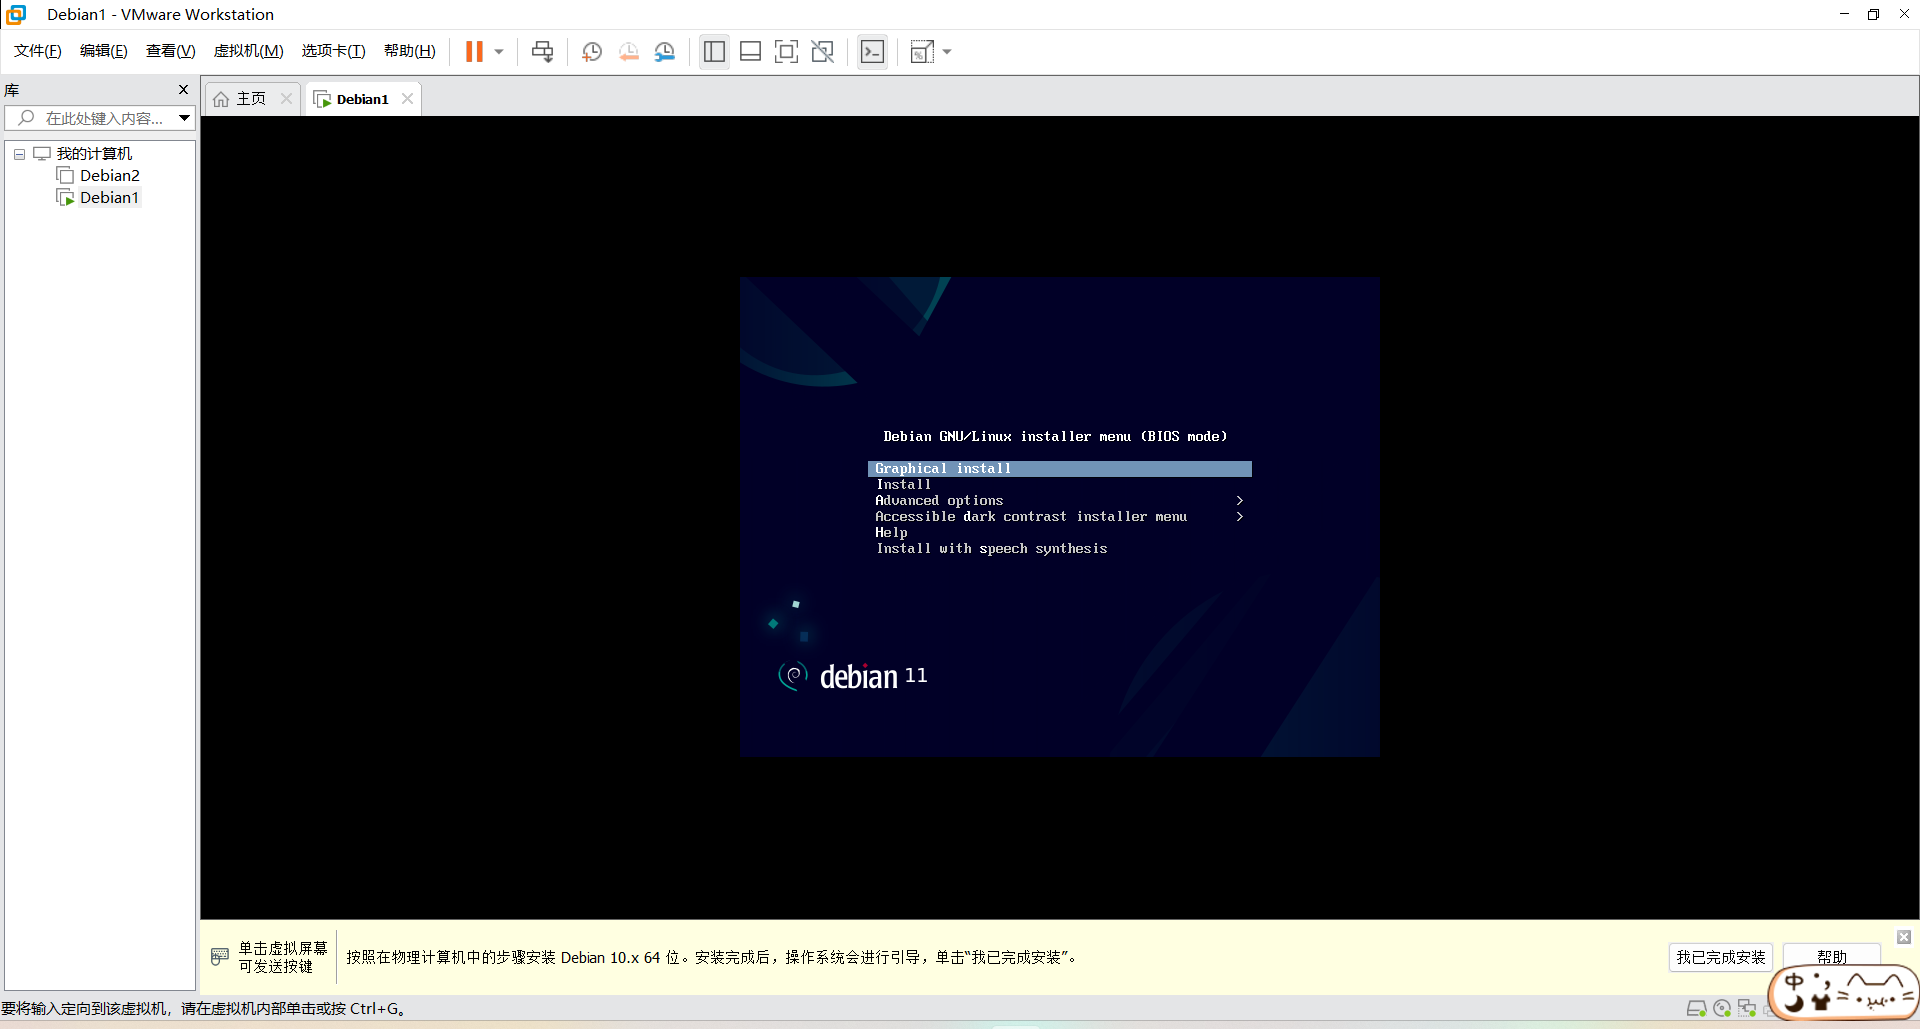 Debian1 - VMware Workstation
文件(F) 编辑(E) 查看(V) 虚拟机(M) 选项卡(T) 帮助(H)
库
主页
Debian1
在此处键入内容...
我的计算机
Debian2
Debian1
Debian GNU/Linux installer menu (BIOS mode)
Graphical install
Install
Advanced options >
Accessible dark contrast installer menu >
Help
Install with speech synthesis
debian 11
单击虚拟屏幕
可发送按键
按照在物理计算机中的步骤安装 Debian 10.x 64 位。安装完成后，操作系统会进行引导，单击“我已完成安装”。
我已完成安装
帮助
要将输入定向到该虚拟机，请在虚拟机内部单击或按 Ctrl+G。
中